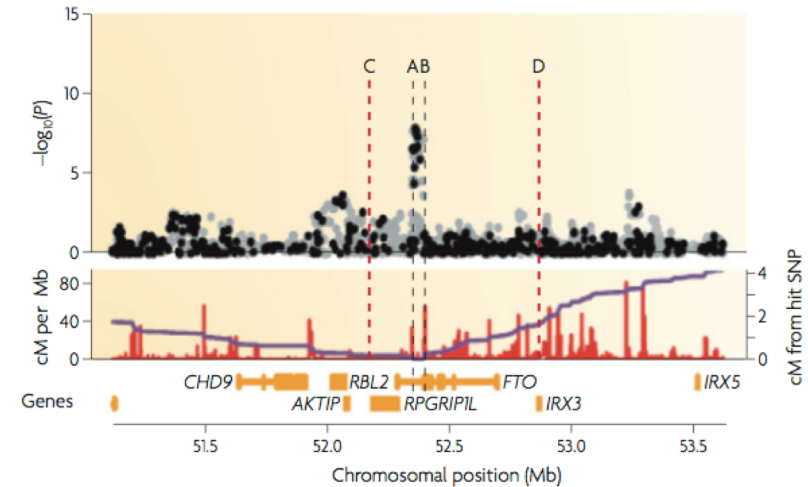 15
10
5
0
−log₁₀(P)
C A B D
80
40
0
cM per Mb
4
2
0
cM from hit SNP
CHD9 RBL2 FTO IRX5
Genes AKTIP RPGRIP1L IRX3
51.5 52.0 52.5 53.0 53.5
Chromosomal position (Mb)